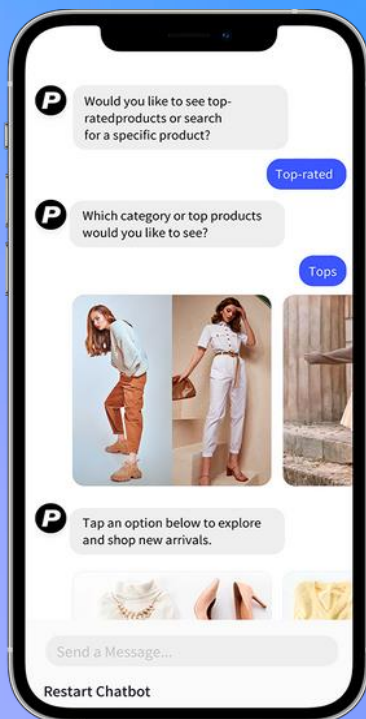 P
Would you like to see top-
ratedproducts or search
for a specific product?
Top-rated
P
Which category or top products
would you like to see?
Tops
P
Tap an option below to explore
and shop new arrivals.
Send a Message...
Restart Chatbot